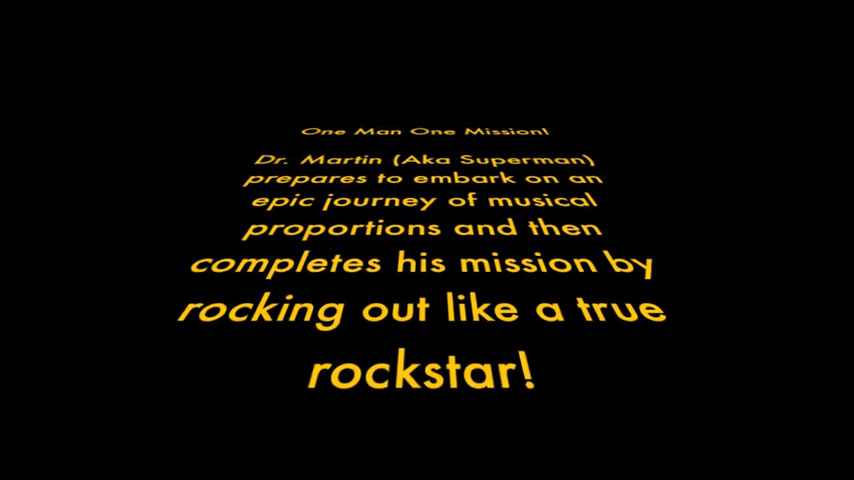 One Man One Mission!
Dr. Martin (Aka Superman)
prepares to embark on an
epic journey of musical
proportions and then
completes his mission by
rocking out like a true
rockstar!